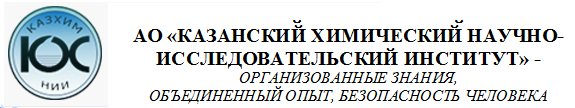 КАЗХИМ
ЮС
НИИ
АО «КАЗАНСКИЙ ХИМИЧЕСКИЙ НАУЧНО-
ИССЛЕДОВАТЕЛЬСКИЙ ИНСТИТУТ» -
ОРГАНИЗОВАННЫЕ ЗНАНИЯ,
ОБЪЕДИНЕННЫЙ ОПЫТ, БЕЗОПАСНОСТЬ ЧЕЛОВЕКА